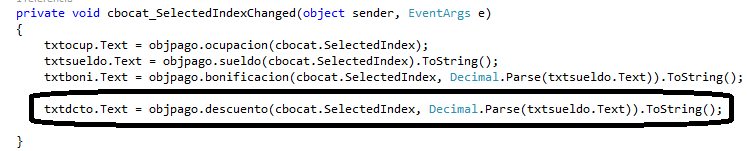 private void cbocat_SelectedIndexChanged(object sender, EventArgs e)
{
txtocup.Text = objpago.ocupacion(cbocat.SelectedIndex);
txtsueldo.Text = objpago.sueldo(cbocat.SelectedIndex).ToString();
txtboni.Text = objpago.bonificacion(cbocat.SelectedIndex, Decimal.Parse(txtsueldo.Text)).ToString();
txtdcto.Text = objpago.descuento(cbocat.SelectedIndex, Decimal.Parse(txtsueldo.Text)).ToString();
}